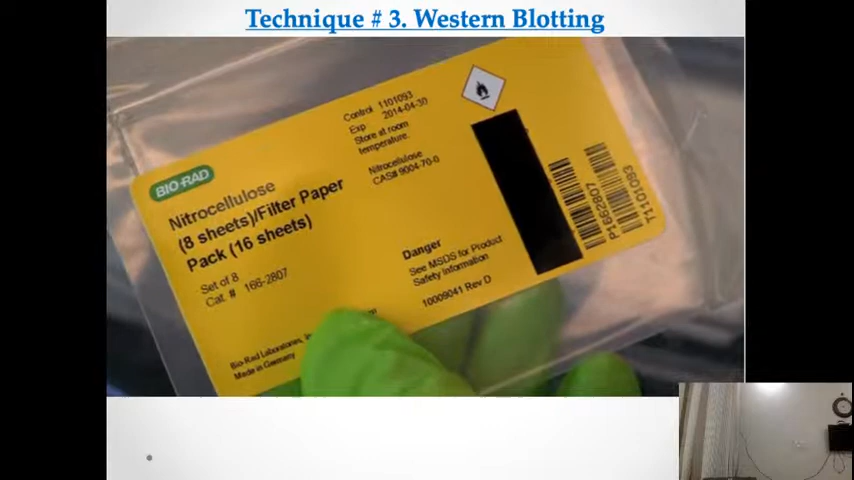 Technique # 3. Western Blotting
BIO-RAD
Nitrocellulose
(8 sheets)/Filter Paper
Pack (16 sheets)
Set of 8
Cat. # 166-2807
Bio-Rad Laboratories,
Made in Germany
Control 1101093
Exp 2014-04-30
Store at room
temperature.
Nitrocellulose
CAS# 9004-70-0
Danger
See MSDS for Product
Safety Information
10009041 Rev D
P1662807
T1101093